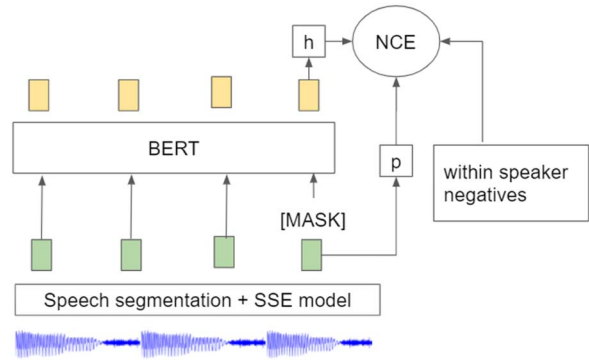 h
NCE
BERT
p
within speaker
negatives
[MASK]
Speech segmentation + SSE model